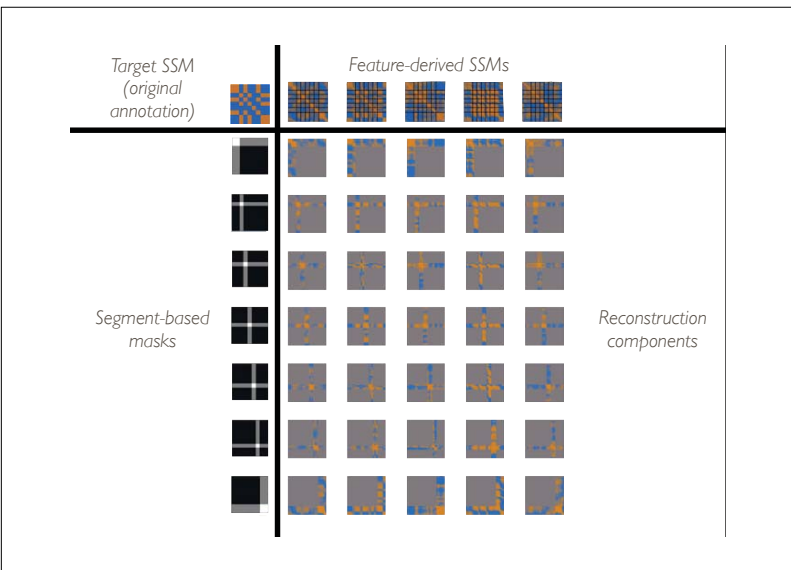 Target SSM
(original
annotation)
Feature-derived SSMs
Segment-based
masks
Reconstruction
components